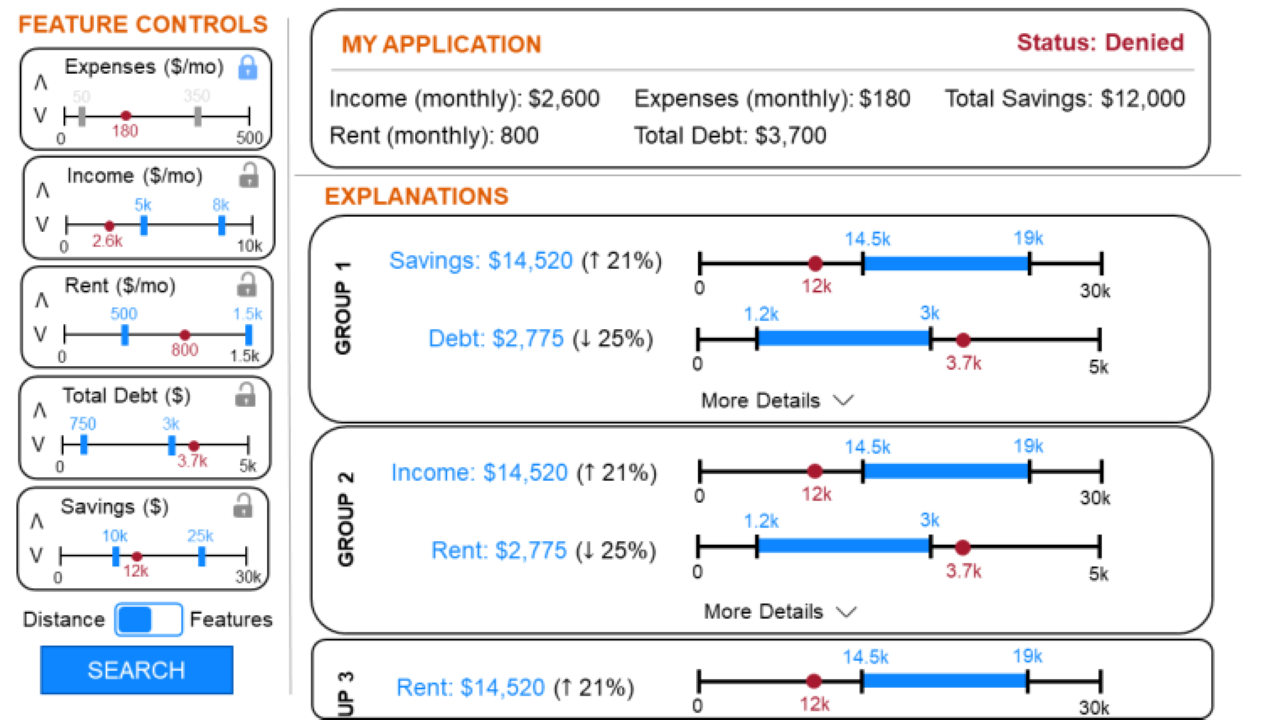 FEATURE CONTROLS
Expenses ($/mo)
50 350
180
0 500
Income ($/mo)
5k 8k
2.6k
0 10k
Rent ($/mo)
500 1.5k
800
0 1.5k
Total Debt ($)
750 3k
3.7k
0 5k
Savings ($)
10k 25k
12k
0 30k
Distance Features
SEARCH
MY APPLICATION Status: Denied
Income (monthly): $2,600 Expenses (monthly): $180 Total Savings: $12,000
Rent (monthly): 800 Total Debt: $3,700
EXPLANATIONS
GROUP 1
Savings: $14,520 (↑ 21%)
14.5k 19k
0 12k 30k
Debt: $2,775 (↓ 25%)
1.2k 3k
0 3.7k 5k
More Details
GROUP 2
Income: $14,520 (↑ 21%)
14.5k 19k
0 12k 30k
Rent: $2,775 (↓ 25%)
1.2k 3k
0 3.7k 5k
More Details
UP 3
Rent: $14,520 (↑ 21%)
14.5k 19k
0 12k 30k